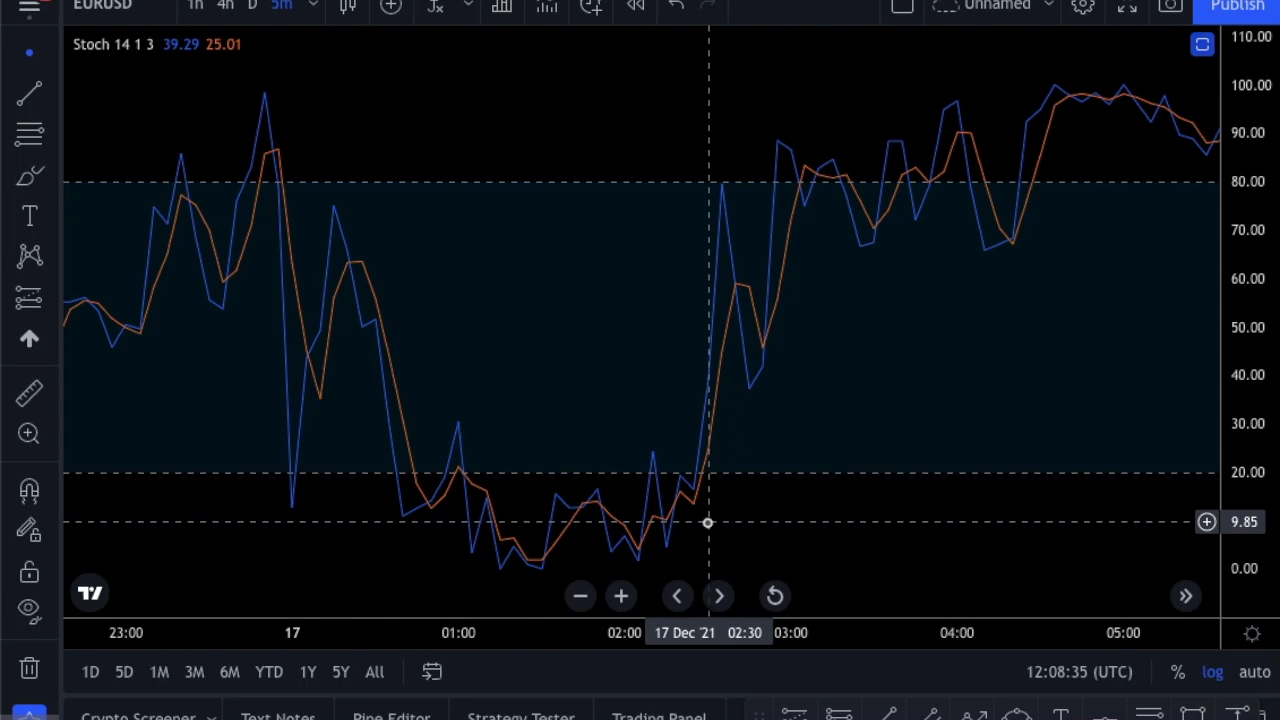 EURUSD 1h 4h D 5m Unnamed Publish
Stoch 14 1 3 39.29 25.01
110.00
100.00
90.00
80.00
70.00
60.00
50.00
40.00
30.00
20.00
9.85
0.00
23:00 17 01:00 02:00 17 Dec '21 02:30 03:00 04:00 05:00
1D 5D 1M 3M 6M YTD 1Y 5Y All 12:08:35 (UTC) % log auto
Crypto Screener Text Notes Pine Editor Strategy Tester Trading Panel